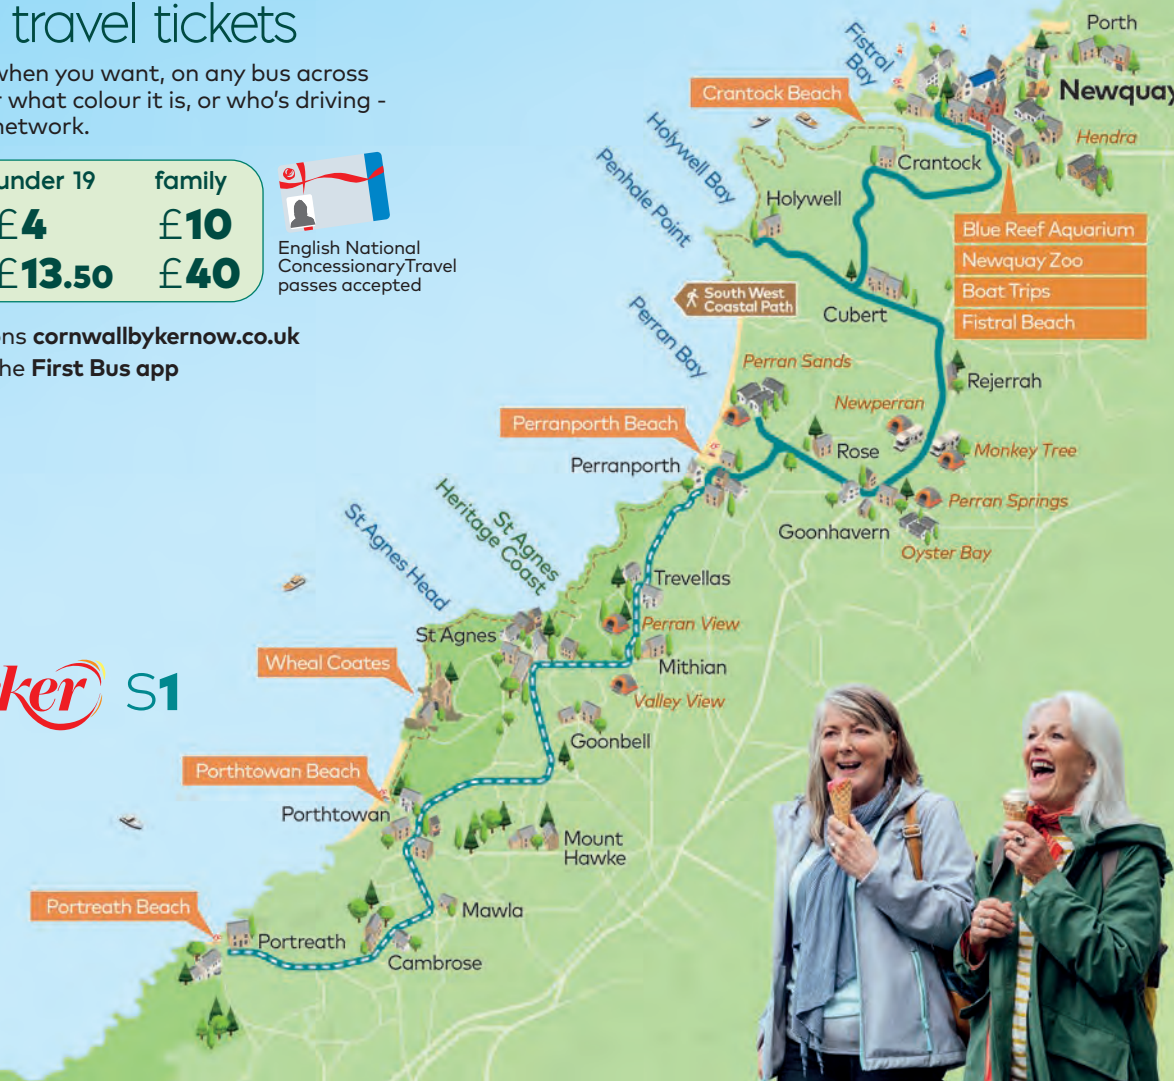 travel tickets
when you want, on any bus across
what colour it is, or who's driving -
network.
under 19 family
£4 £10
£13.50 £40
English National
ConcessionaryTravel
passes accepted
cornwallbykernow.co.uk
the First Bus app
S1
Porth
Newquay
Fistral
Bay
Crantock Beach
Hendra
Crantock
Holywell Bay
Penhale Point
Holywell
Blue Reef Aquarium
Newquay Zoo
Boat Trips
Fistral Beach
South West
Coastal Path
Cubert
Perran Bay
Perran Sands
Rejerrah
Newperran
Perranporth Beach
Rose
Monkey Tree
Perranporth
Perran Springs
Goonhavern
Oyster Bay
St Agnes
Heritage Coast
St Agnes Head
Trevellas
Perran View
St Agnes
Mithian
Wheal Coates
Valley View
Goonbell
Porthtowan Beach
Porthtowan
Mount
Hawke
Portreath Beach
Mawla
Portreath
Cambrose